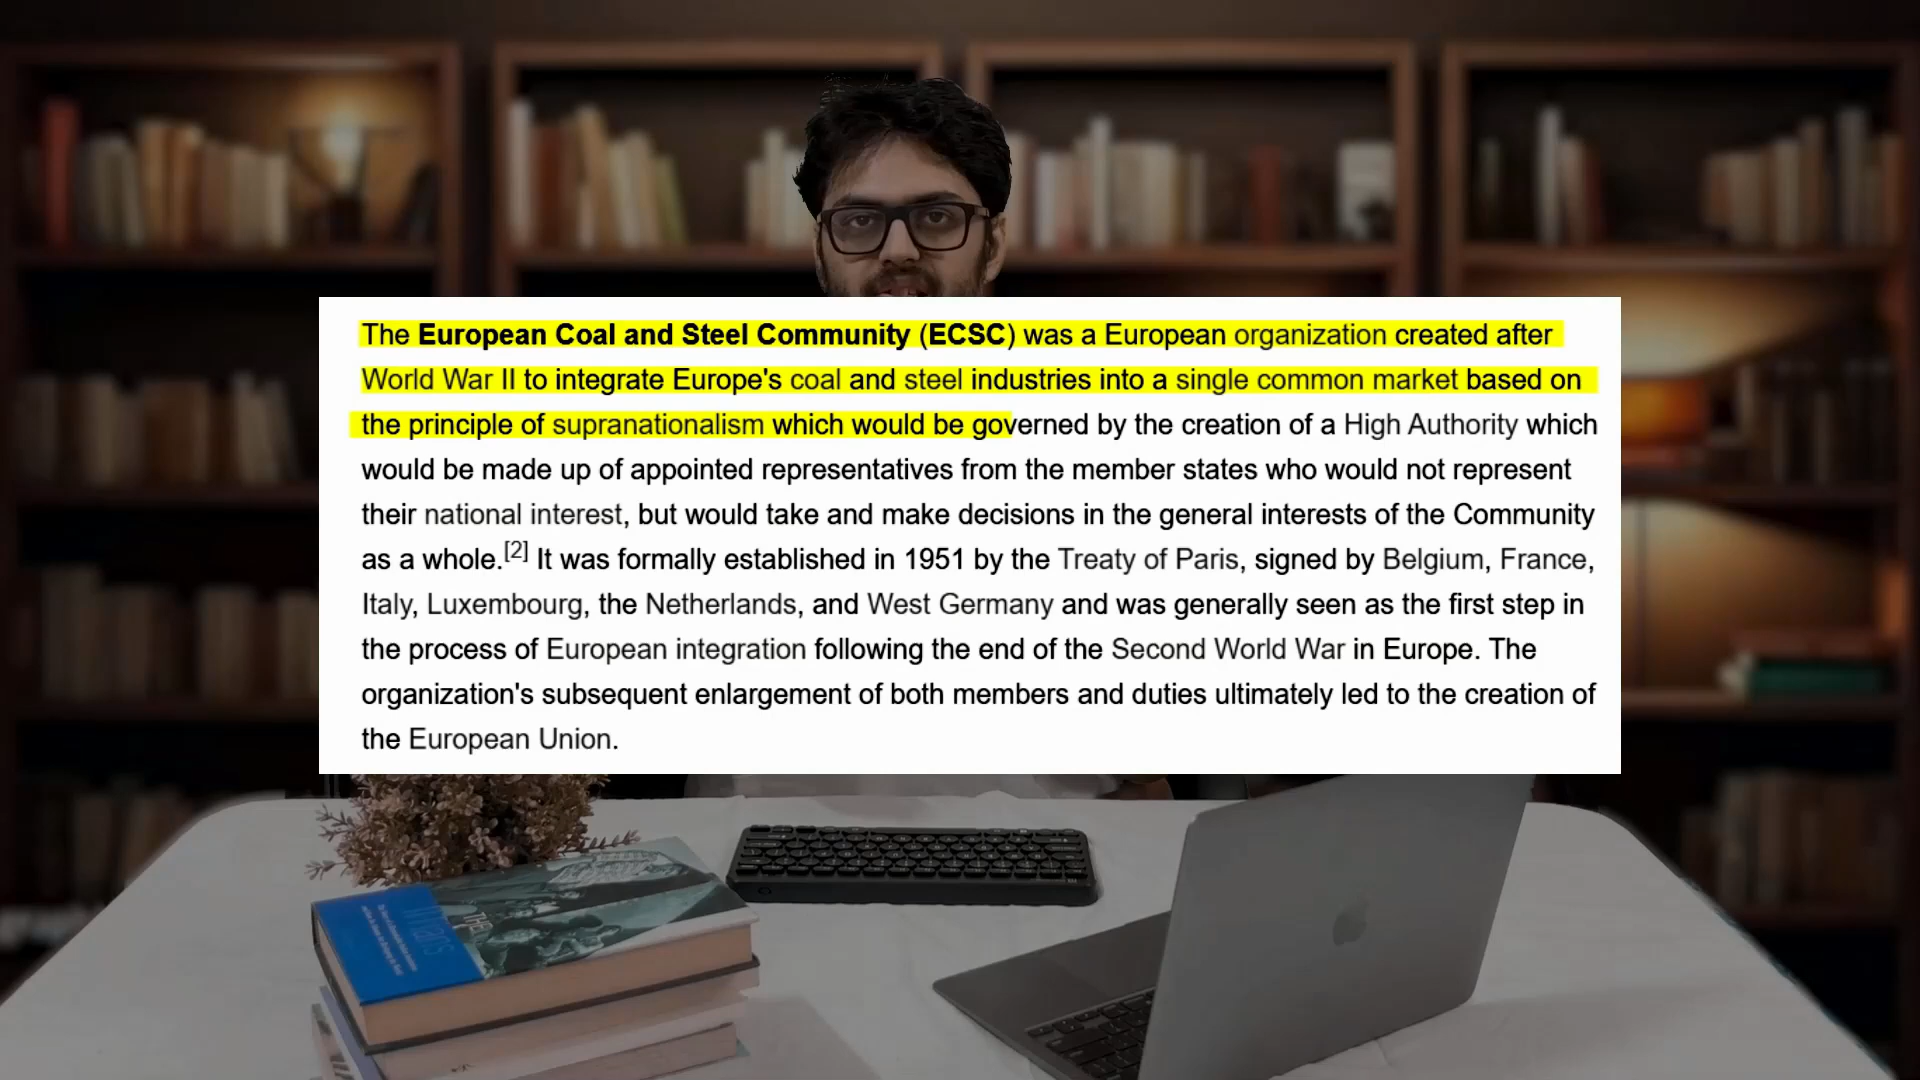 The European Coal and Steel Community (ECSC) was a European organization created after
World War II to integrate Europe's coal and steel industries into a single common market based on
the principle of supranationalism which would be governed by the creation of a High Authority which
would be made up of appointed representatives from the member states who would not represent
their national interest, but would take and make decisions in the general interests of the Community
as a whole.[2] It was formally established in 1951 by the Treaty of Paris, signed by Belgium, France,
Italy, Luxembourg, the Netherlands, and West Germany and was generally seen as the first step in
the process of European integration following the end of the Second World War in Europe. The
organization's subsequent enlargement of both members and duties ultimately led to the creation of
the European Union.